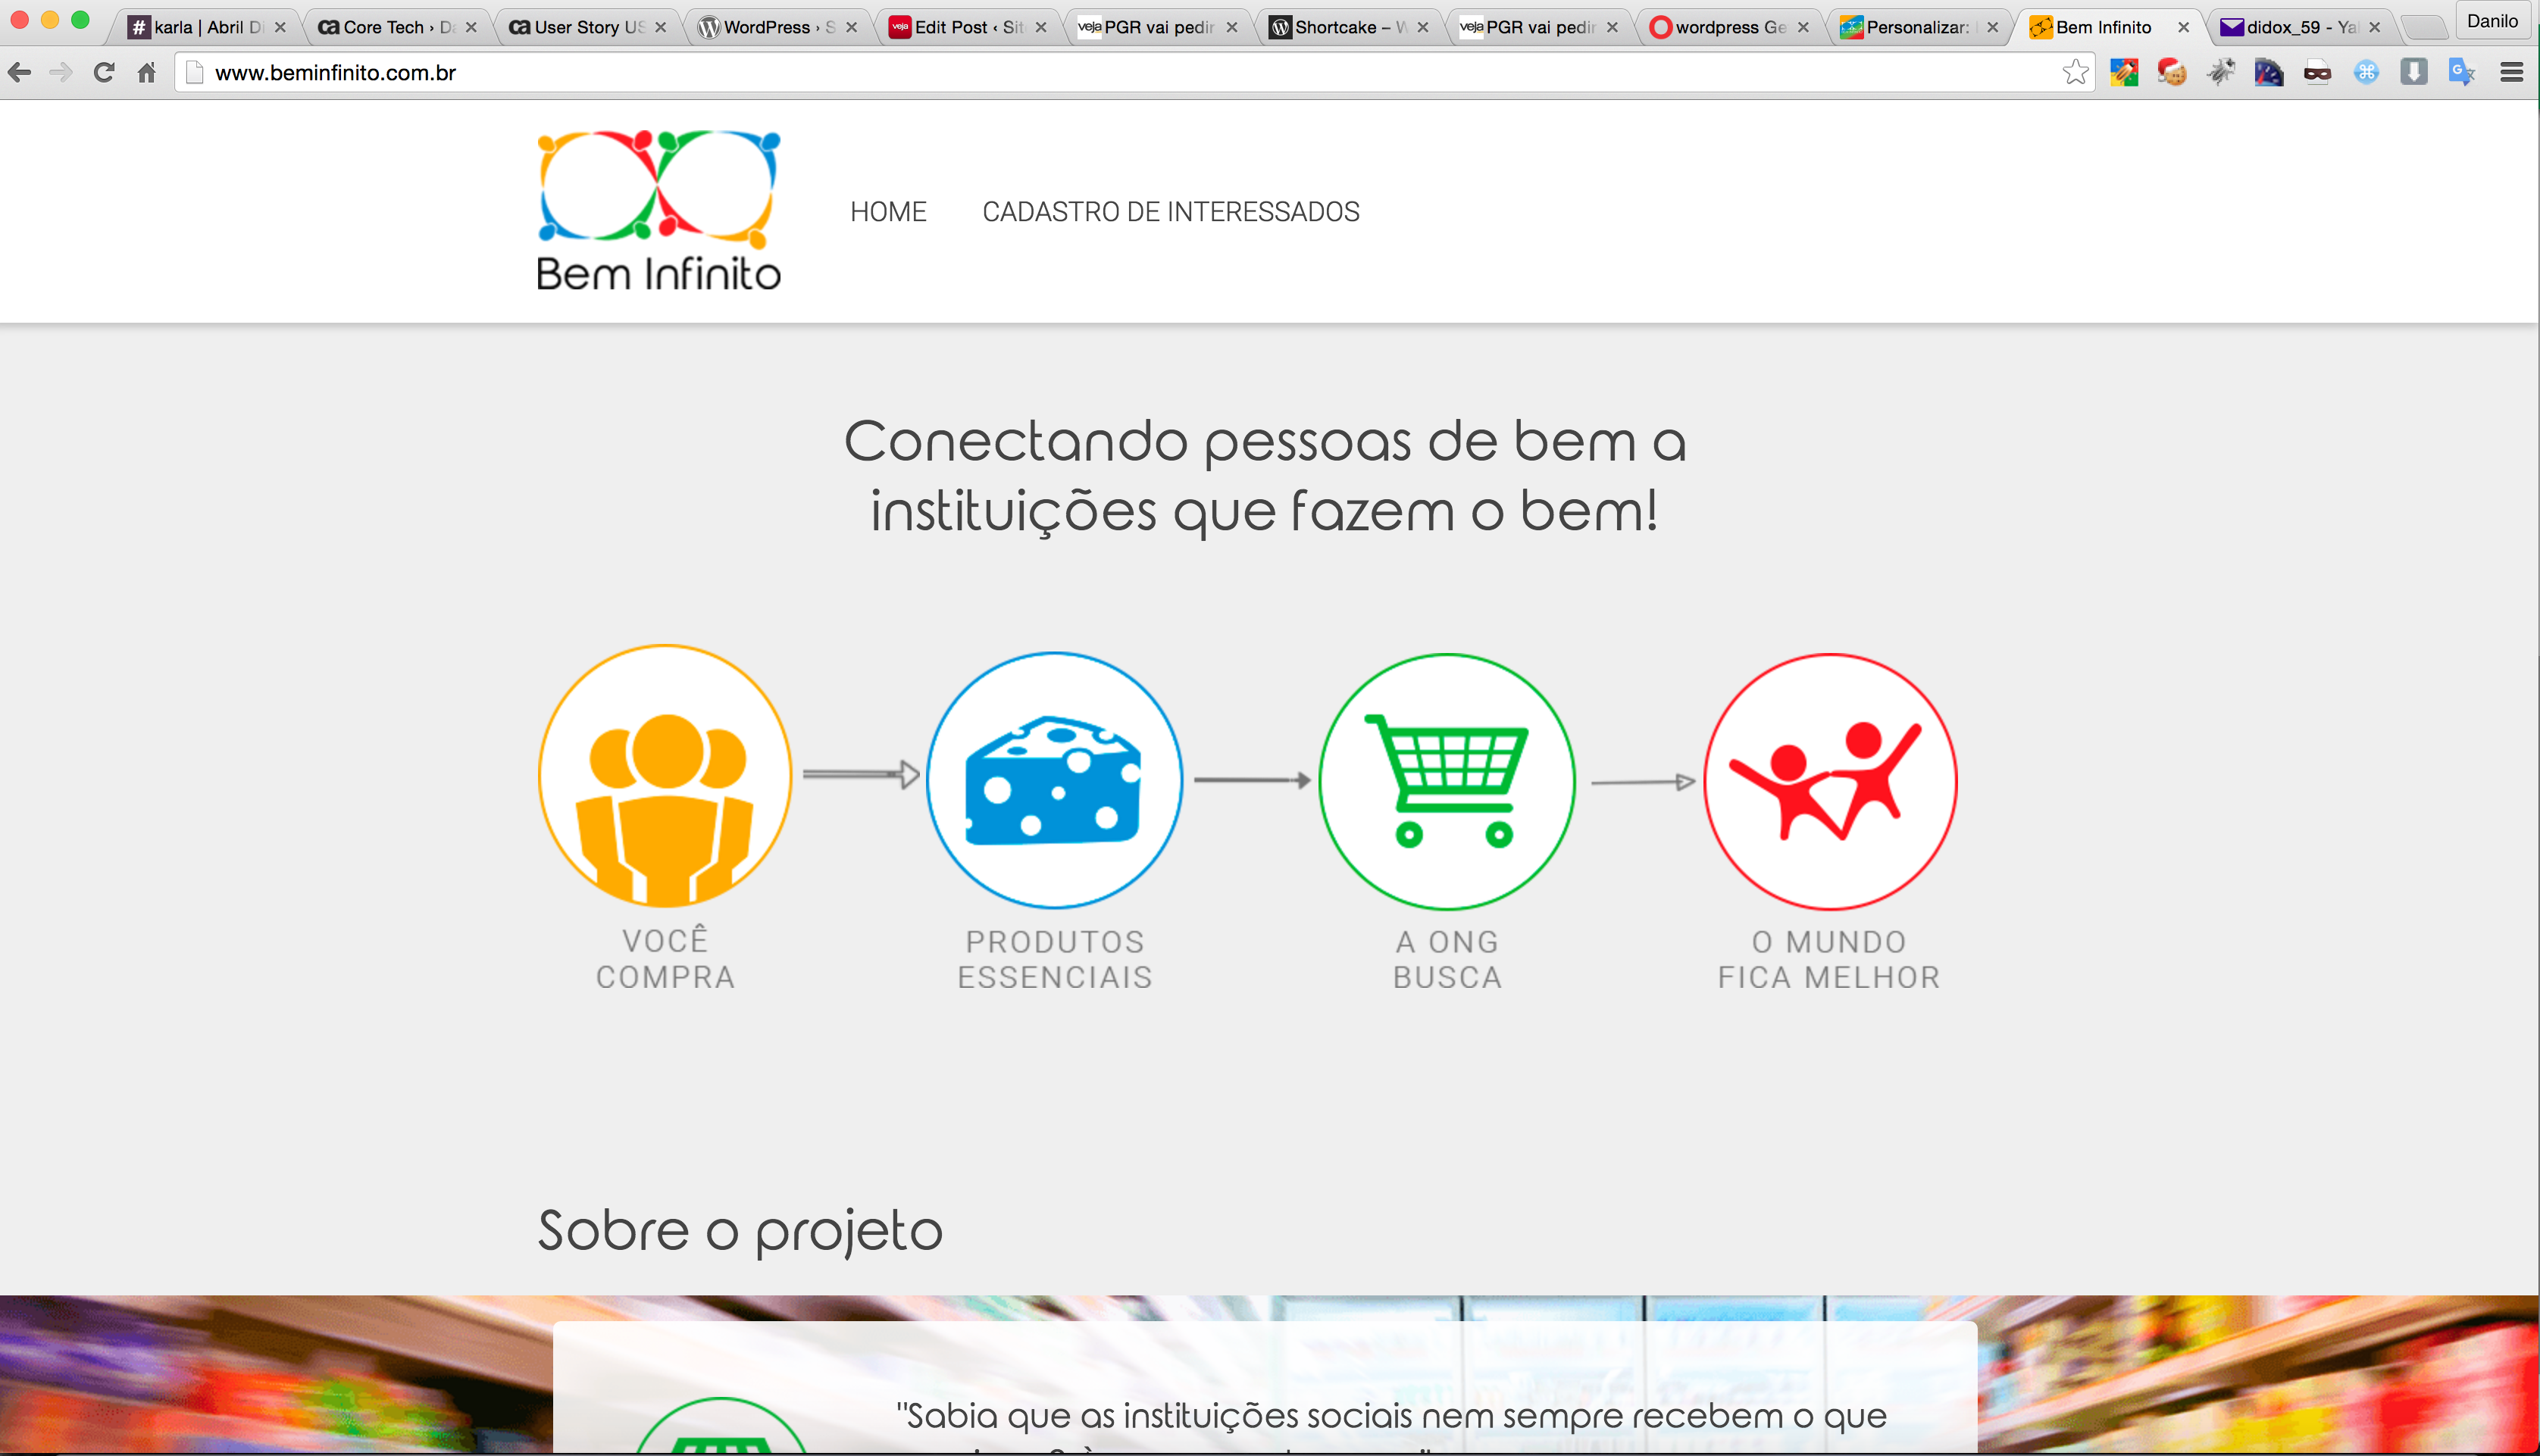 karla | Abril D
Core Tech › D
User Story US
WordPress › S
Edit Post ‹ Sit
PGR vai pedir
Shortcake – W
PGR vai pedir
wordpress Ge
Personalizar:
Bem Infinito
didox_59 - Ya
Danilo
www.beminfinito.com.br
Bem Infinito
HOME
CADASTRO DE INTERESSADOS
Conectando pessoas de bem a
instituições que fazem o bem!
VOCÊ
COMPRA
PRODUTOS
ESSENCIAIS
A ONG
BUSCA
O MUNDO
FICA MELHOR
Sobre o projeto
"Sabia que as instituições sociais nem sempre recebem o que